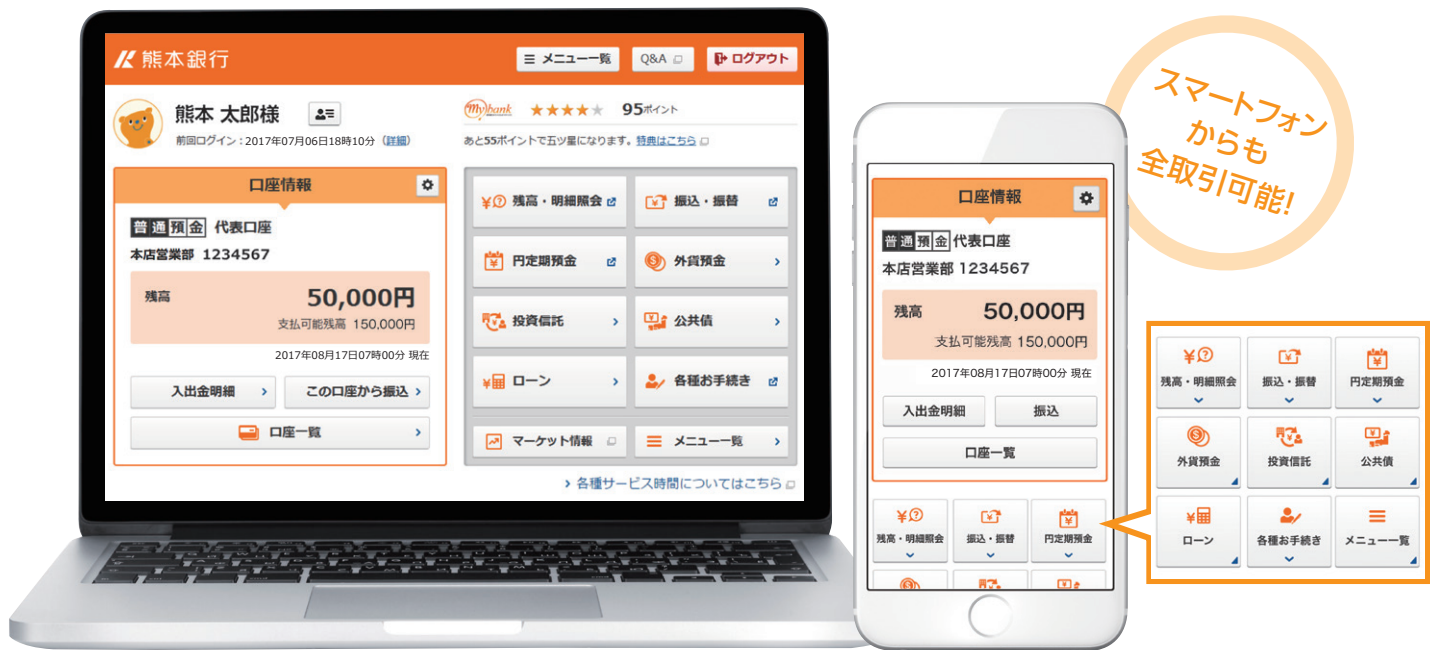 熊本銀行
メニュー一覧
Q&A
ログアウト
熊本 太郎様
前回ログイン：2017年07月06日18時10分（詳細）
Mybank
95ポイント
あと55ポイントで五ツ星になります。特典はこちら
口座情報
普通預金 代表口座
本店営業部 1234567
残高
50,000円
支払可能残高 150,000円
2017年08月17日07時00分 現在
入出金明細
この口座から振込
口座一覧
残高・明細照会
振込・振替
円定期預金
外貨預金
投資信託
公共債
ローン
各種お手続き
マーケット情報
メニュー一覧
各種サービス時間についてはこちら
口座情報
普通預金 代表口座
本店営業部 1234567
残高
50,000円
支払可能残高 150,000円
2017年08月17日07時00分 現在
入出金明細
振込
口座一覧
残高・明細照会
振込・振替
円定期預金
スマートフォン
からも
全取引可能!
残高・明細照会
振込・振替
円定期預金
外貨預金
投資信託
公共債
ローン
各種お手続き
メニュー一覧